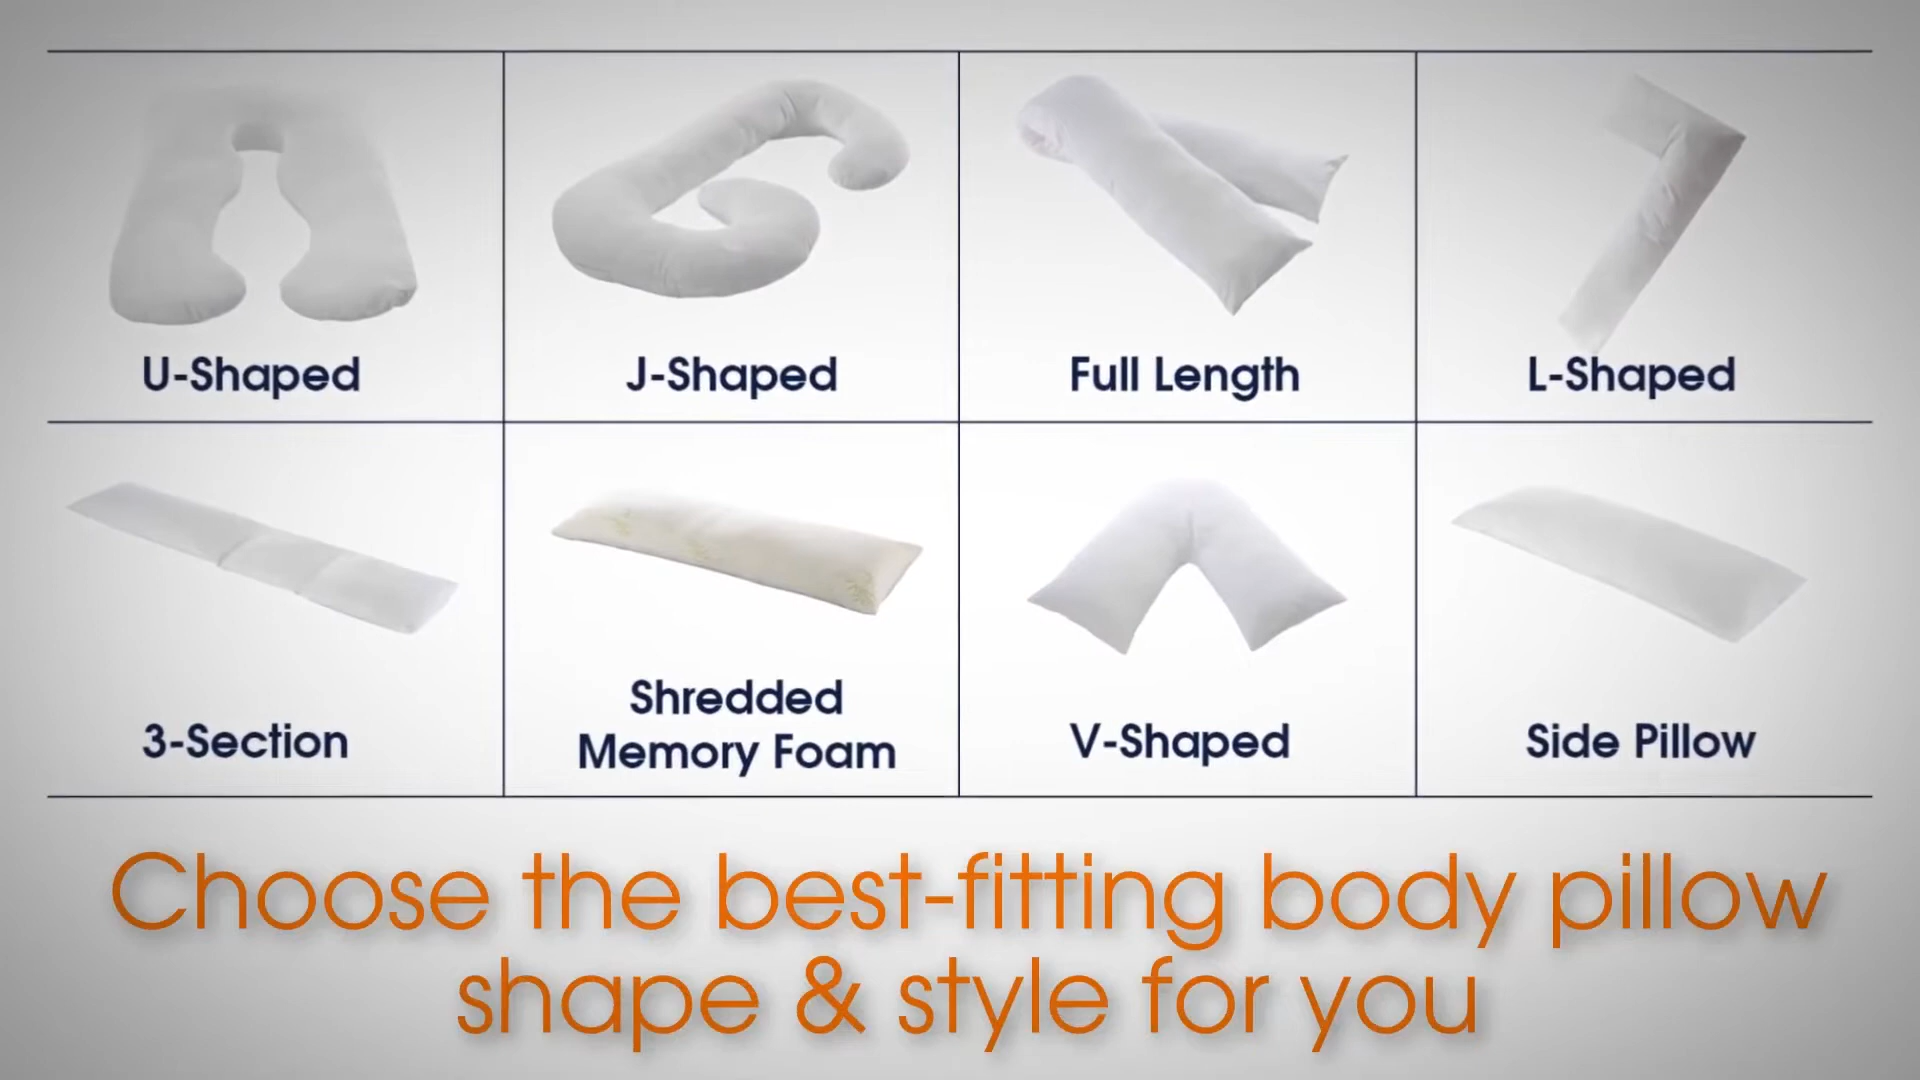 U-Shaped
J-Shaped
Full Length
L-Shaped
3-Section
Shredded
Memory Foam
V-Shaped
Side Pillow
Choose the best-fitting body pillow
shape & style for you